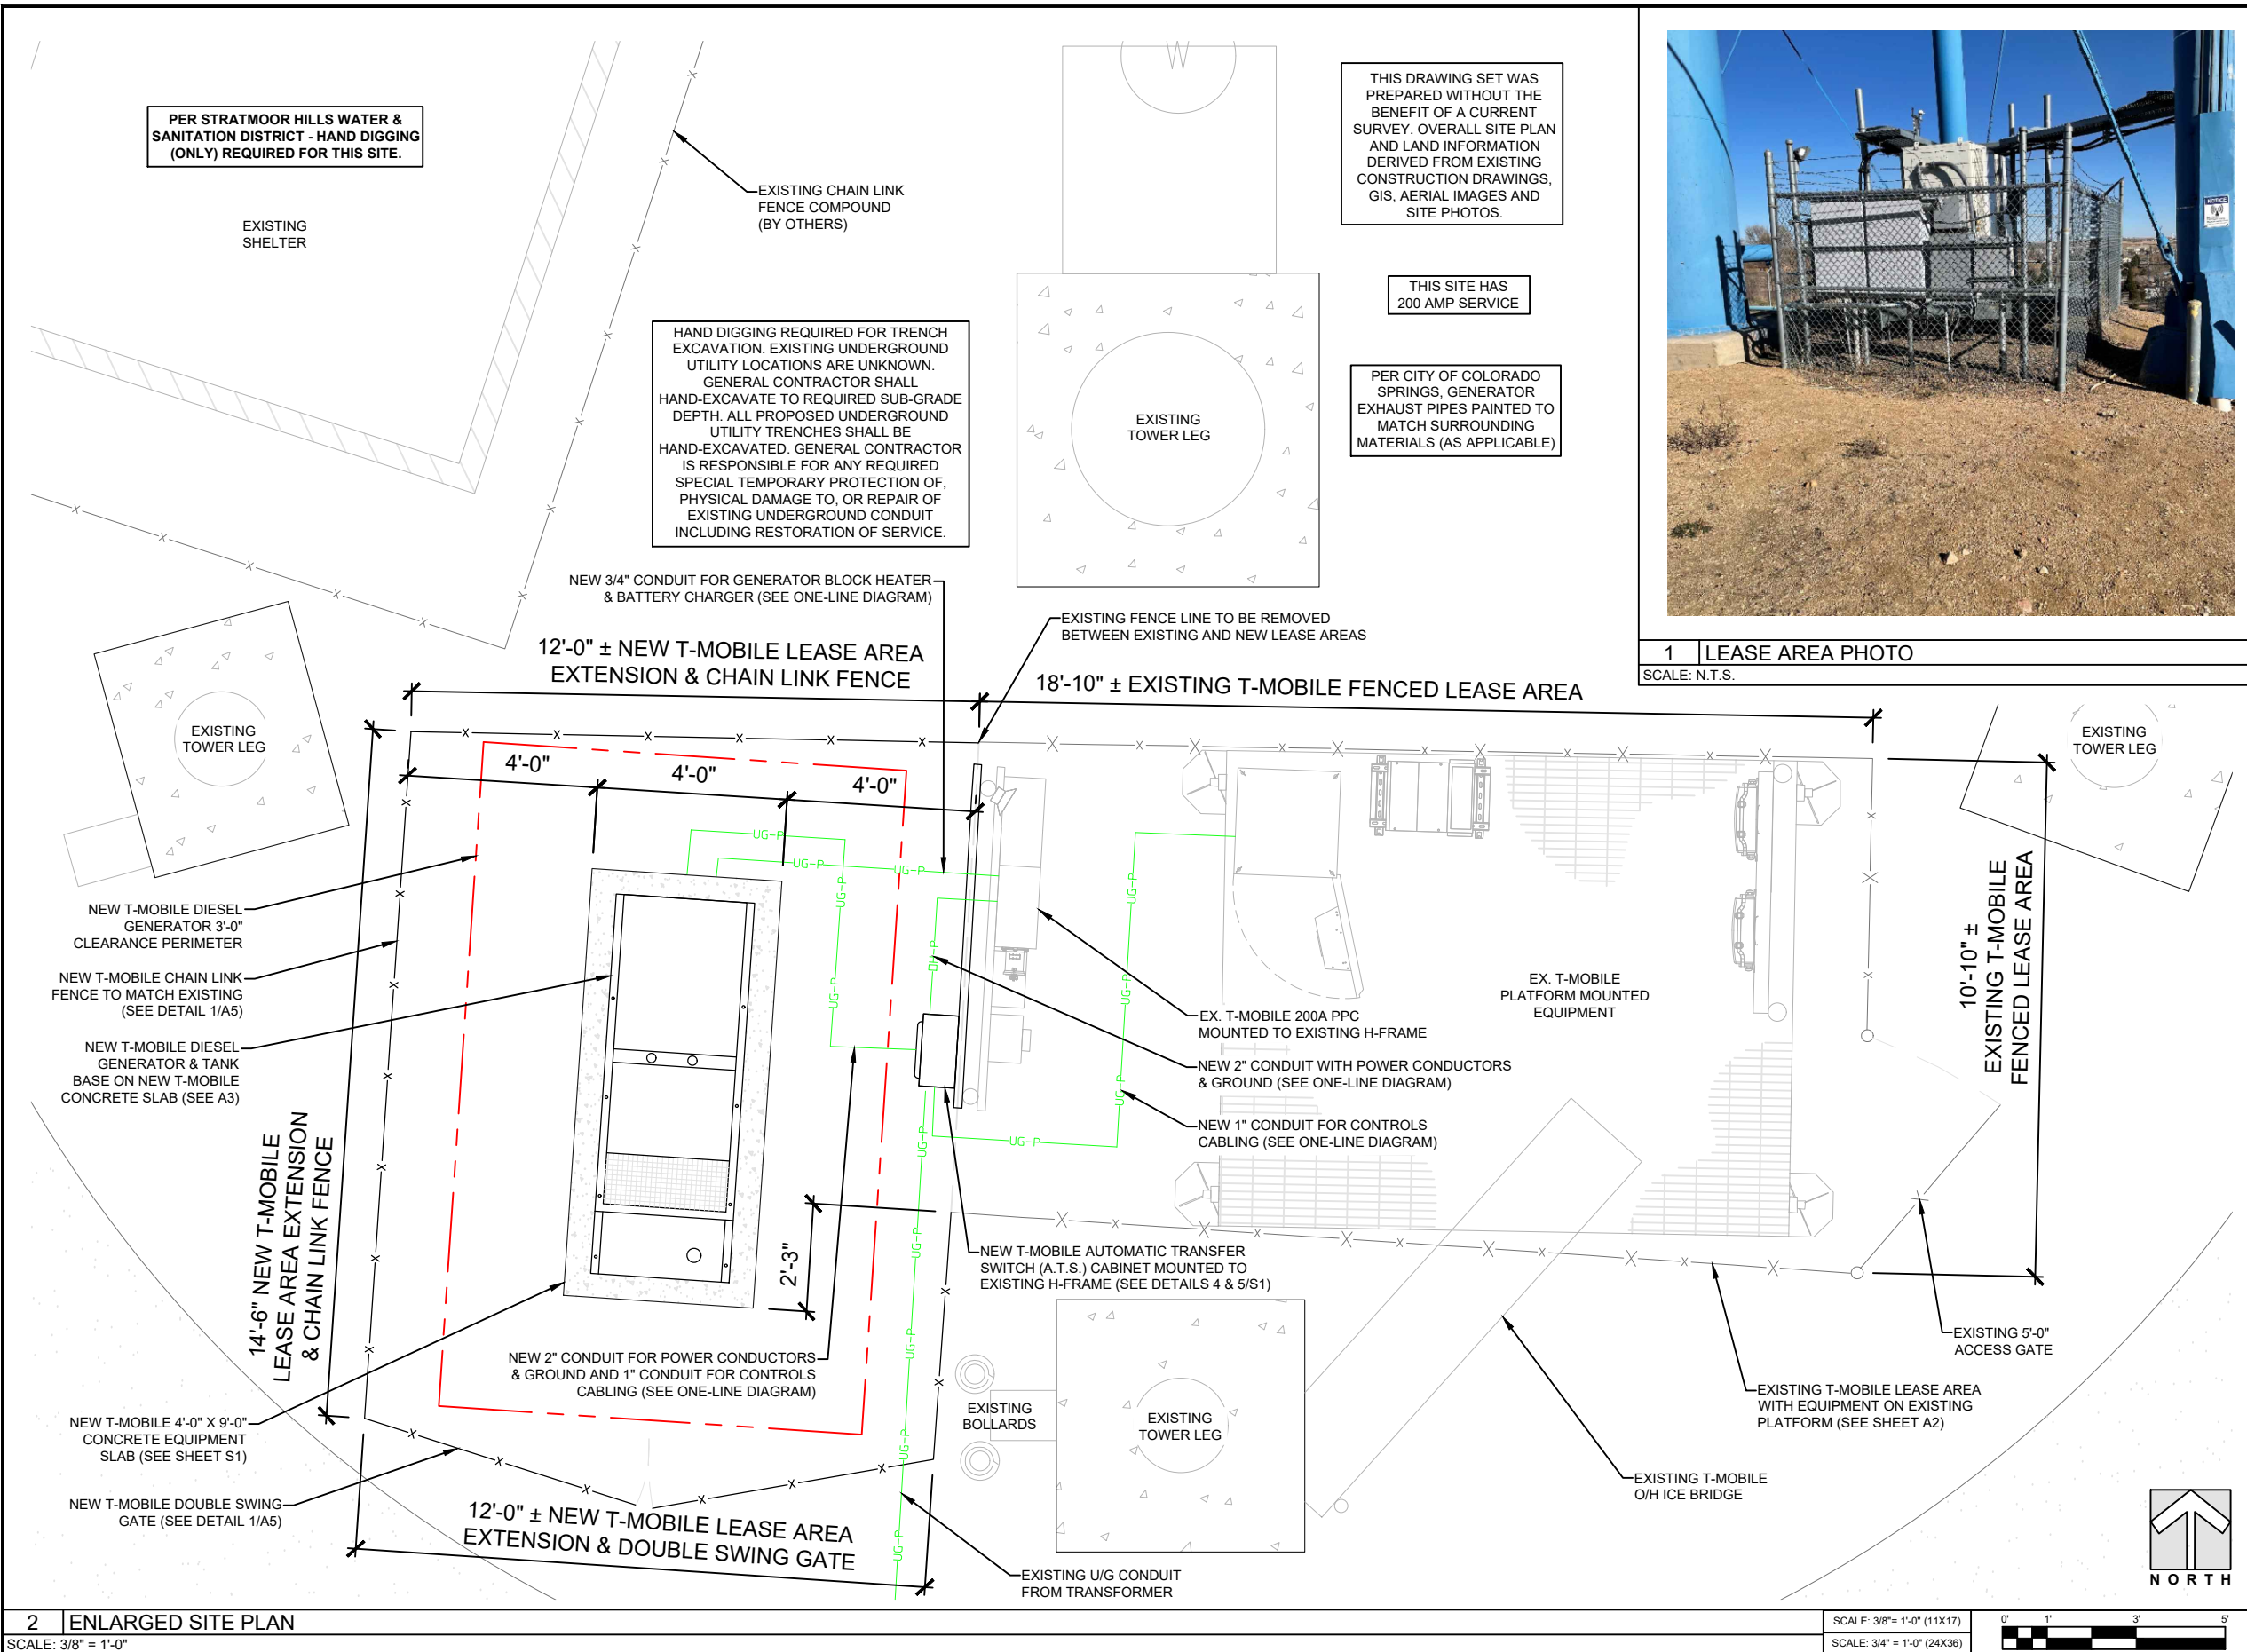 PER STRATMOOR HILLS WATER &
SANITATION DISTRICT - HAND DIGGING
(ONLY) REQUIRED FOR THIS SITE.
EXISTING
SHELTER
EXISTING CHAIN LINK
FENCE COMPOUND
(BY OTHERS)
W
THIS DRAWING SET WAS
PREPARED WITHOUT THE
BENEFIT OF A CURRENT
SURVEY. OVERALL SITE PLAN
AND LAND INFORMATION
DERIVED FROM EXISTING
CONSTRUCTION DRAWINGS,
GIS, AERIAL IMAGES AND
SITE PHOTOS.
THIS SITE HAS
200 AMP SERVICE
PER CITY OF COLORADO
SPRINGS, GENERATOR
EXHAUST PIPES PAINTED TO
MATCH SURROUNDING
MATERIALS (AS APPLICABLE)
NOTICE
1 LEASE AREA PHOTO
SCALE: N.T.S.
HAND DIGGING REQUIRED FOR TRENCH
EXCAVATION. EXISTING UNDERGROUND
UTILITY LOCATIONS ARE UNKNOWN.
GENERAL CONTRACTOR SHALL
HAND-EXCAVATE TO REQUIRED SUB-GRADE
DEPTH. ALL PROPOSED UNDERGROUND
UTILITY TRENCHES SHALL BE
HAND-EXCAVATED. GENERAL CONTRACTOR
IS RESPONSIBLE FOR ANY REQUIRED
SPECIAL TEMPORARY PROTECTION OF,
PHYSICAL DAMAGE TO, OR REPAIR OF
EXISTING UNDERGROUND CONDUIT
INCLUDING RESTORATION OF SERVICE.
EXISTING
TOWER LEG
NEW 3/4" CONDUIT FOR GENERATOR BLOCK HEATER
& BATTERY CHARGER (SEE ONE-LINE DIAGRAM)
EXISTING FENCE LINE TO BE REMOVED
BETWEEN EXISTING AND NEW LEASE AREAS
12'-0" ± NEW T-MOBILE LEASE AREA
EXTENSION & CHAIN LINK FENCE
18'-10" ± EXISTING T-MOBILE FENCED LEASE AREA
EXISTING
TOWER LEG
EXISTING
TOWER LEG
4'-0"
4'-0"
4'-0"
UG-P
UG-P
UG-P
UG-P
UG-P
OH-P
UG-P
UG-P
UG-P
UG-P
UG-P
UG-P
UG-P
UG-P
UG-P
NEW T-MOBILE DIESEL
GENERATOR 3'-0"
CLEARANCE PERIMETER
NEW T-MOBILE CHAIN LINK
FENCE TO MATCH EXISTING
(SEE DETAIL 1/A5)
NEW T-MOBILE DIESEL
GENERATOR & TANK
BASE ON NEW T-MOBILE
CONCRETE SLAB (SEE A3)
14'-6" NEW T-MOBILE
LEASE AREA EXTENSION
& CHAIN LINK FENCE
EX. T-MOBILE
PLATFORM MOUNTED
EQUIPMENT
10'-10" ±
EXISTING T-MOBILE
FENCED LEASE AREA
EX. T-MOBILE 200A PPC
MOUNTED TO EXISTING H-FRAME
NEW 2" CONDUIT WITH POWER CONDUCTORS
& GROUND (SEE ONE-LINE DIAGRAM)
NEW 1" CONDUIT FOR CONTROLS
CABLING (SEE ONE-LINE DIAGRAM)
2'-3"
NEW T-MOBILE AUTOMATIC TRANSFER
SWITCH (A.T.S.) CABINET MOUNTED TO
EXISTING H-FRAME (SEE DETAILS 4 & 5/S1)
NEW 2" CONDUIT FOR POWER CONDUCTORS
& GROUND AND 1" CONDUIT FOR CONTROLS
CABLING (SEE ONE-LINE DIAGRAM)
EXISTING
BOLLARDS
EXISTING
TOWER LEG
EXISTING 5'-0"
ACCESS GATE
EXISTING T-MOBILE LEASE AREA
WITH EQUIPMENT ON EXISTING
PLATFORM (SEE SHEET A2)
EXISTING T-MOBILE
O/H ICE BRIDGE
NEW T-MOBILE 4'-0" X 9'-0"
CONCRETE EQUIPMENT
SLAB (SEE SHEET S1)
NEW T-MOBILE DOUBLE SWING
GATE (SEE DETAIL 1/A5)
12'-0" ± NEW T-MOBILE LEASE AREA
EXTENSION & DOUBLE SWING GATE
EXISTING U/G CONDUIT
FROM TRANSFORMER
NORTH
2 ENLARGED SITE PLAN
SCALE: 3/8" = 1'-0"
SCALE: 3/8"= 1'-0" (11X17)
SCALE: 3/4" = 1'-0" (24X36)
0' 1' 3' 5'